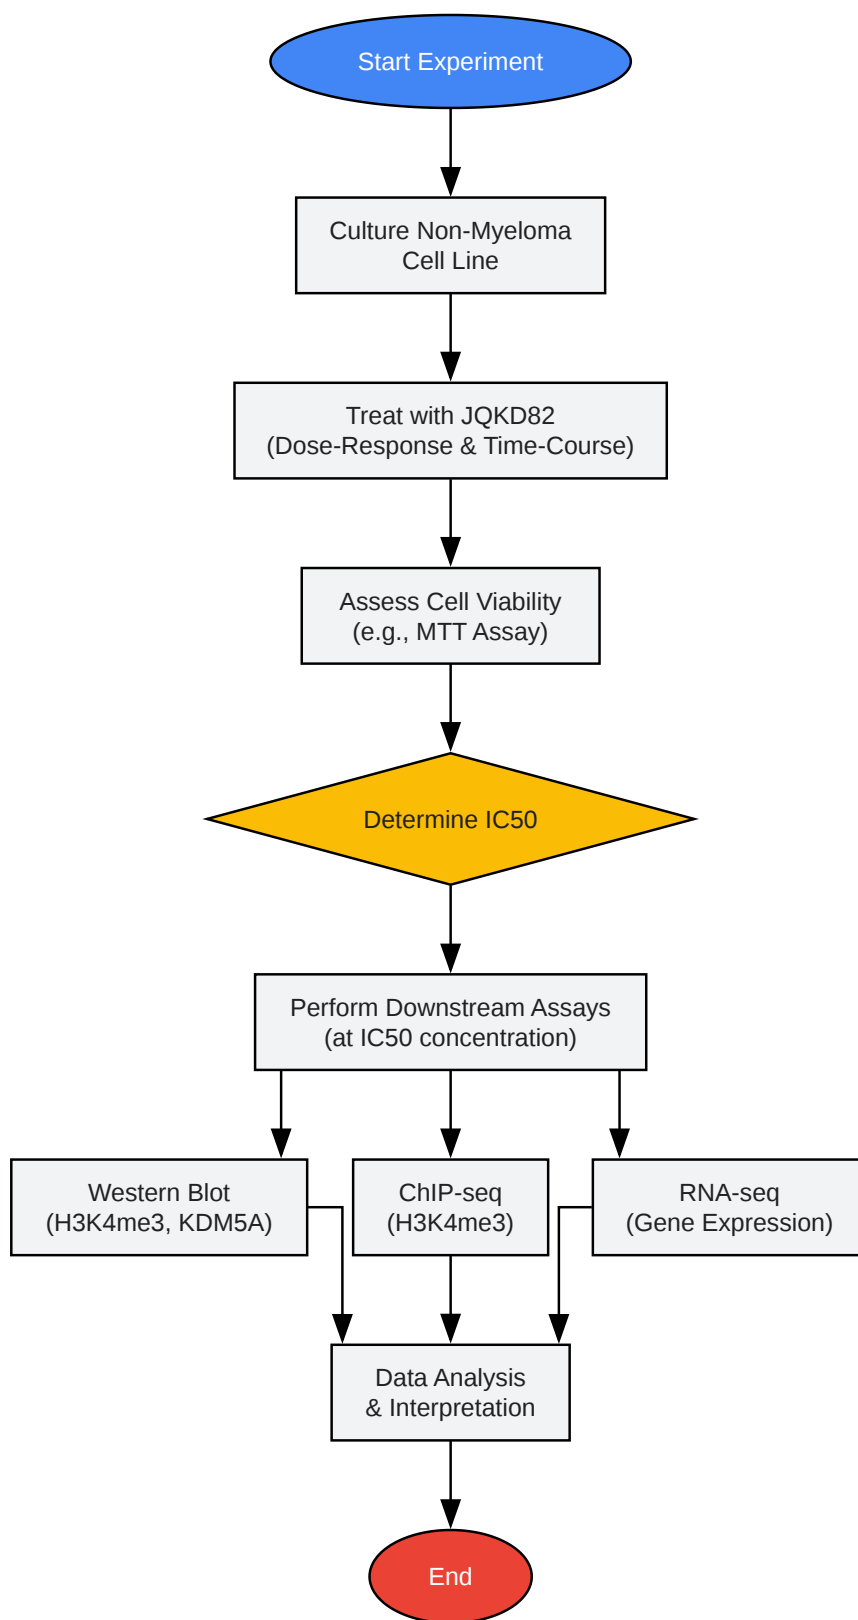 Start Experiment
Culture Non-Myeloma
Cell Line
Treat with JQKD82
(Dose-Response & Time-Course)
Assess Cell Viability
(e.g., MTT Assay)
Determine IC50
Perform Downstream Assays
(at IC50 concentration)
Western Blot
(H3K4me3, KDM5A)
ChIP-seq
(H3K4me3)
RNA-seq
(Gene Expression)
Data Analysis
& Interpretation
End